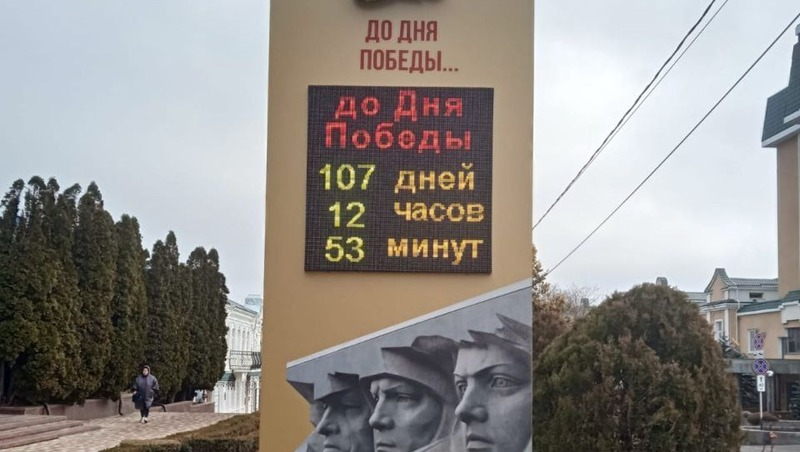 ДО ДНЯ
ПОБЕДЫ...
до Дня
Победы
107 дней
12 часов
53 минут